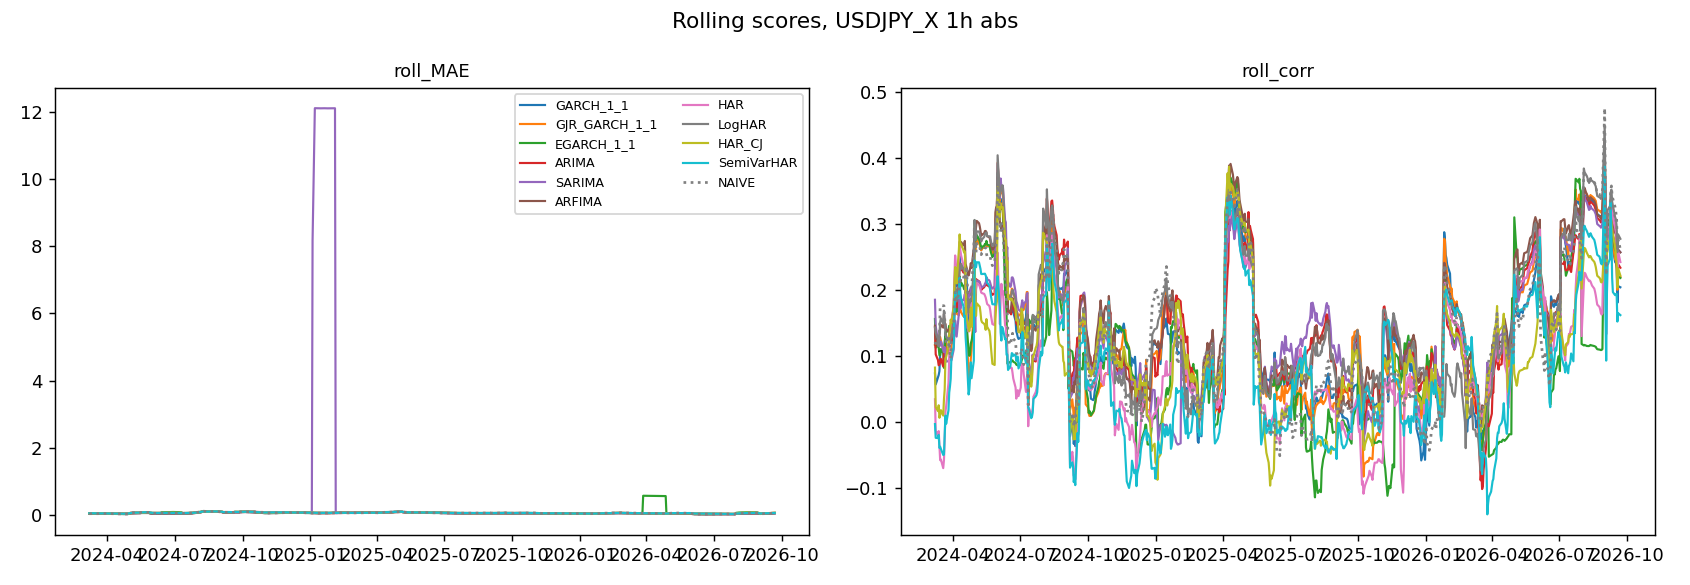 Rolling scores, USDJPY_X 1h abs
roll_MAE
12
10
8
6
4
2
0
GARCH_1_1
GJR_GARCH_1_1
EGARCH_1_1
ARIMA
SARIMA
ARFIMA
HAR
LogHAR
HAR_CJ
SemiVarHAR
NAIVE
2024-04 2024-07 2024-10 2025-01 2025-04 2025-07 2025-10 2026-01 2026-04 2026-07 2026-10
roll_corr
0.5
0.4
0.3
0.2
0.1
0.0
−0.1
2024-04 2024-07 2024-10 2025-01 2025-04 2025-07 2025-10 2026-01 2026-04 2026-07 2026-10